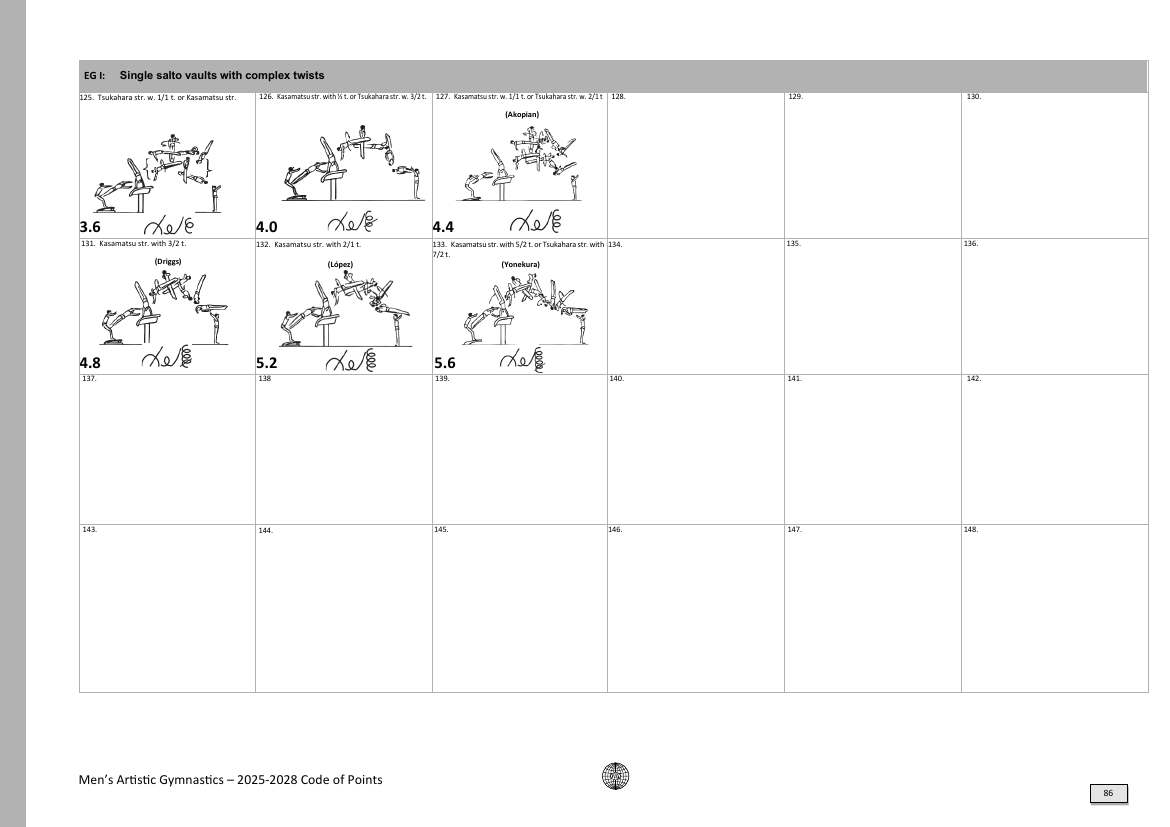 EG I: Single salto vaults with complex twists
125. Tsukahara str. w. 1/1 t. or Kasamatsu str.
3.6
126. Kasamatsu str. with ½ t. or Tsukahara str. w. 3/2 t.
4.0
127. Kasamatsu str. w. 1/1 t. or Tsukahara str. w. 2/1 t
(Akopian)
4.4
128.
129.
130.
131. Kasamatsu str. with 3/2 t.
(Driggs)
4.8
132. Kasamatsu str. with 2/1 t.
(López)
5.2
133. Kasamatsu str. with 5/2 t. or Tsukahara str. with
7/2 t.
(Yonekura)
5.6
134.
135.
136.
137.
138
139.
140.
141.
142.
143.
144.
145.
146.
147.
148.
Men's Artistic Gymnastics – 2025-2028 Code of Points
86